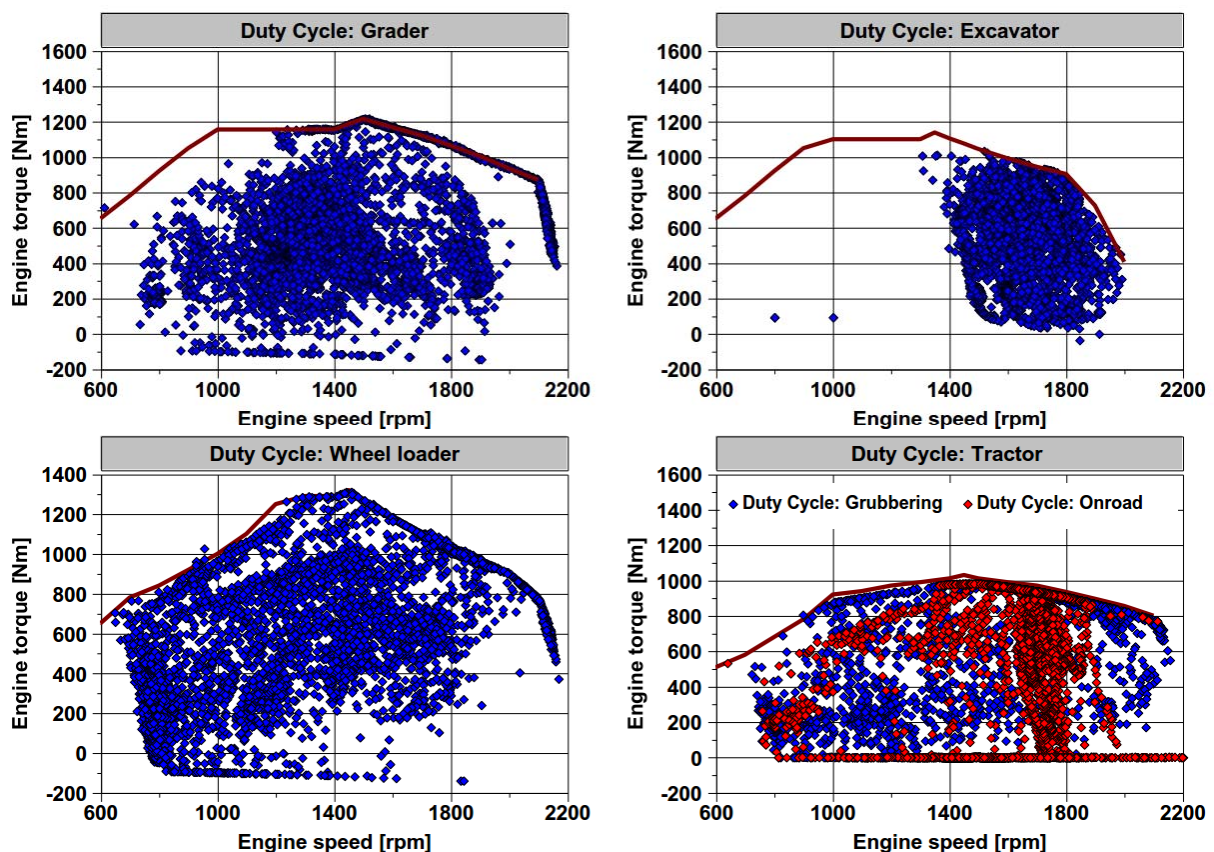 Duty Cycle: Grader
Engine torque [Nm]
1600
1400
1200
1000
800
600
400
200
0
-200
600 1000 1400 1800 2200
Engine speed [rpm]
Duty Cycle: Excavator
Engine torque [Nm]
1600
1400
1200
1000
800
600
400
200
0
-200
600 1000 1400 1800 2200
Engine speed [rpm]
Duty Cycle: Wheel loader
Engine torque [Nm]
1400
1200
1000
800
600
400
200
0
-200
600 1000 1400 1800 2200
Engine speed [rpm]
Duty Cycle: Tractor
Duty Cycle: Grubbering Duty Cycle: Onroad
Engine torque [Nm]
1600
1400
1200
1000
800
600
400
200
0
-200
600 1000 1400 1800 2200
Engine speed [rpm]